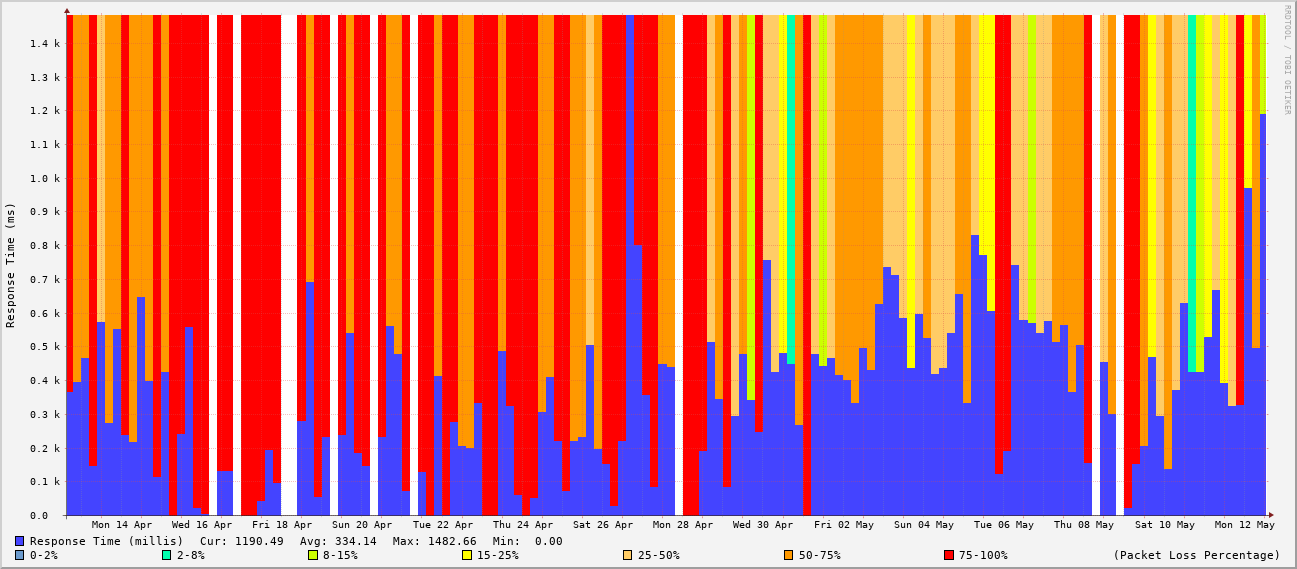 RRDTOOL / TOBI OETIKER
Response Time (ms)
1.4 k
1.3 k
1.2 k
1.1 k
1.0 k
0.9 k
0.8 k
0.7 k
0.6 k
0.5 k
0.4 k
0.3 k
0.2 k
0.1 k
0.0
Mon 14 Apr Wed 16 Apr Fri 18 Apr Sun 20 Apr Tue 22 Apr Thu 24 Apr Sat 26 Apr Mon 28 Apr Wed 30 Apr Fri 02 May Sun 04 May Tue 06 May Thu 08 May Sat 10 May Mon 12 May
Response Time (millis) Cur: 1190.49 Avg: 334.14 Max: 1482.66 Min: 0.00
0-2% 2-8% 8-15% 15-25% 25-50% 50-75% 75-100% (Packet Loss Percentage)